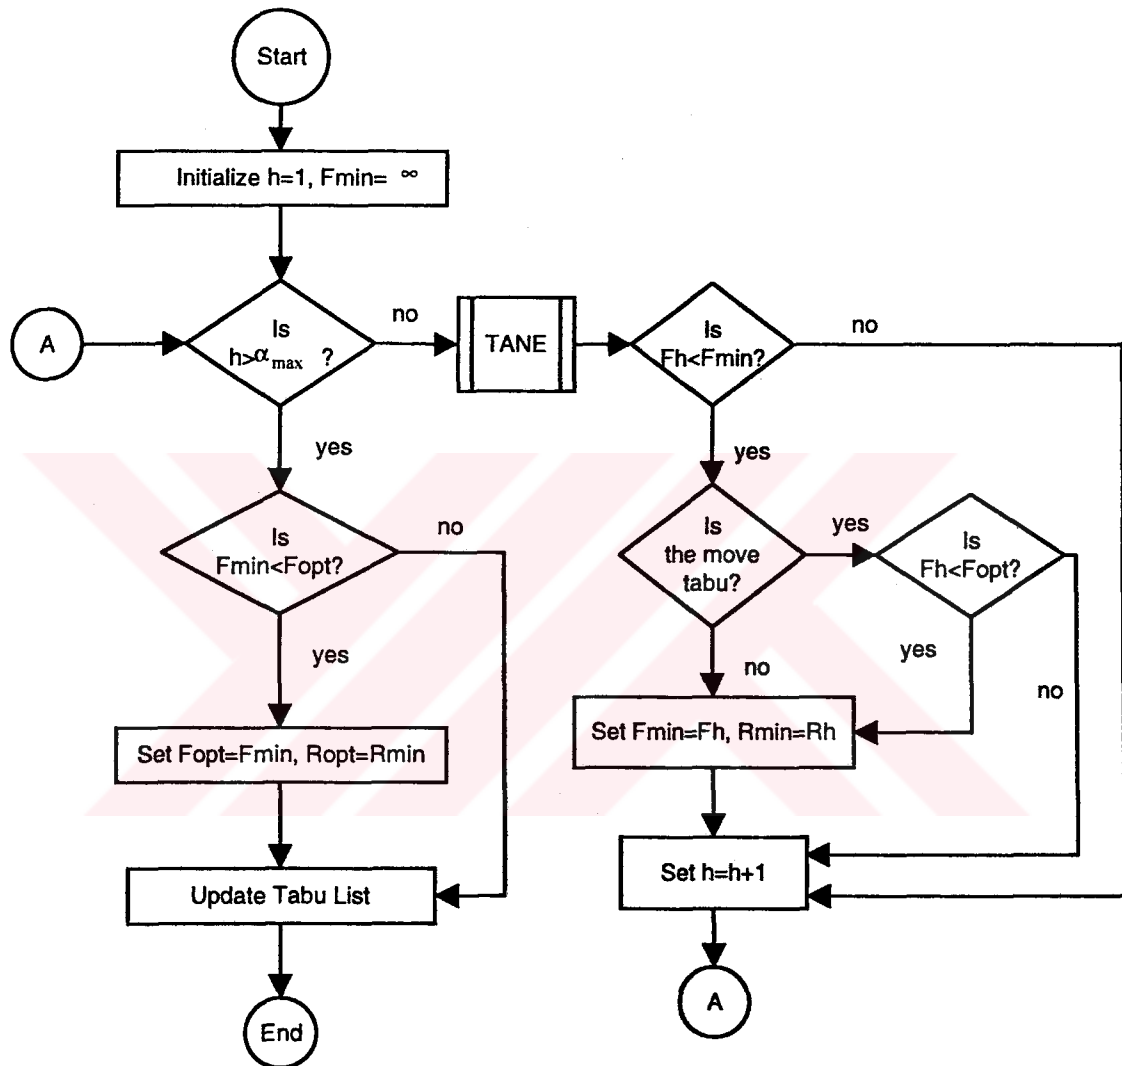 Start
Initialize h=1, Fmin= ∞
A
Is
h>αmax ?
no
TANE
Is
Fh<Fmin?
no
yes
yes
Is
Fmin<Fopt?
no
Is
the move
tabu?
yes
Is
Fh<Fopt?
yes
no
yes
no
Set Fopt=Fmin, Ropt=Rmin
Set Fmin=Fh, Rmin=Rh
Update Tabu List
Set h=h+1
End
A